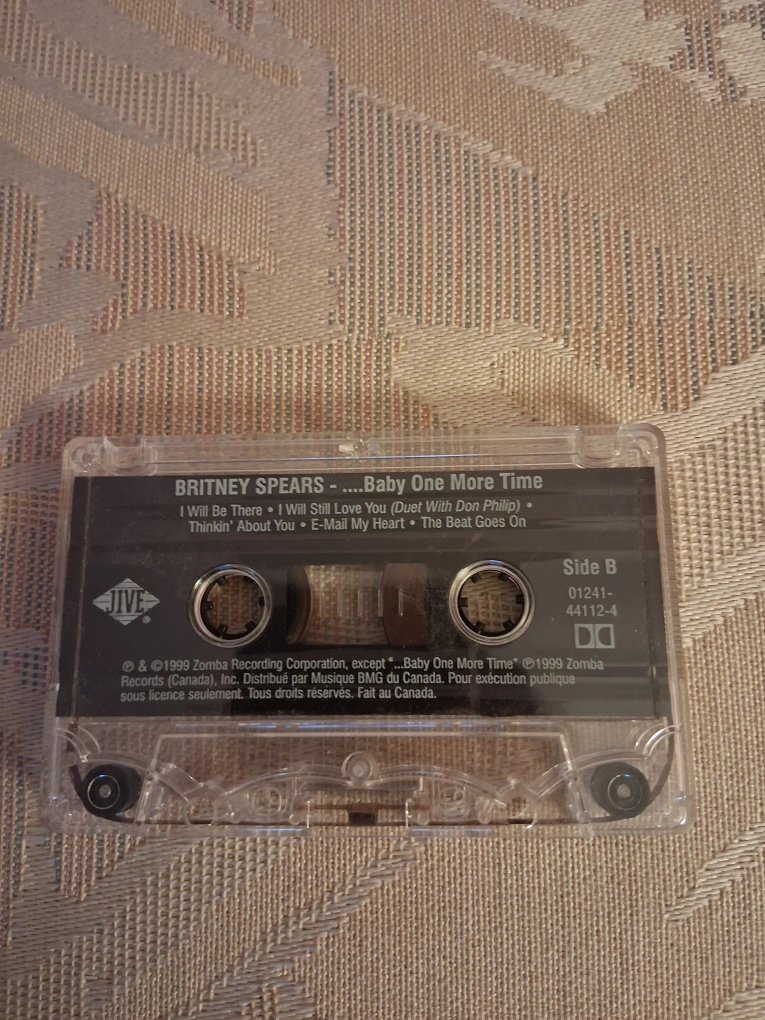 BRITNEY SPEARS - ....Baby One More Time
I Will Be There • I Will Still Love You (Duet With Don Philip) •
Thinkin' About You • E-Mail My Heart • The Beat Goes On
Side B
01241-
44112-4
JIVE®
℗ & ©1999 Zomba Recording Corporation, except "...Baby One More Time" ℗1999 Zomba
Records (Canada), Inc. Distribué par Musique BMG du Canada. Pour exécution publique
sous licence seulement. Tous droits réservés. Fait au Canada.